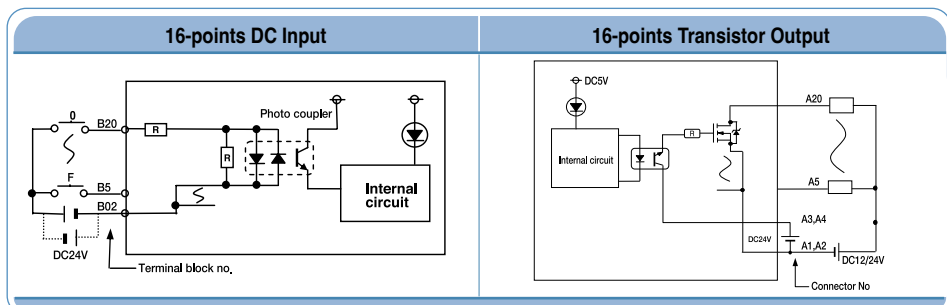 16-points DC Input
16-points Transistor Output
0
B20
R
R
Photo coupler
F
B5
B02
Internal
circuit
DC24V
Terminal block no.
DC5V
A20
R
Internal circuit
A5
A3,A4
DC24V
A1,A2
DC12/24V
Connector No